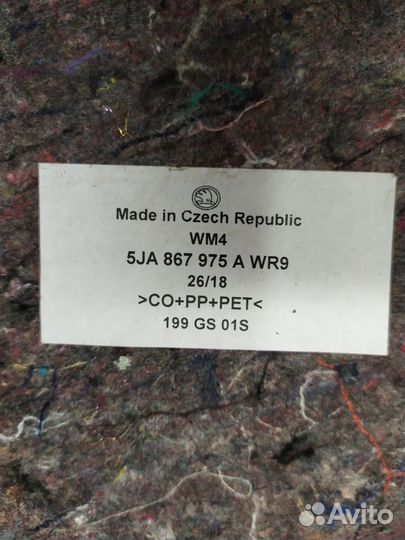 Made in Czech Republic
WM4
5JA 867 975 A WR9
26/18
>CO+PP+PET<
199 GS 01S
Avito